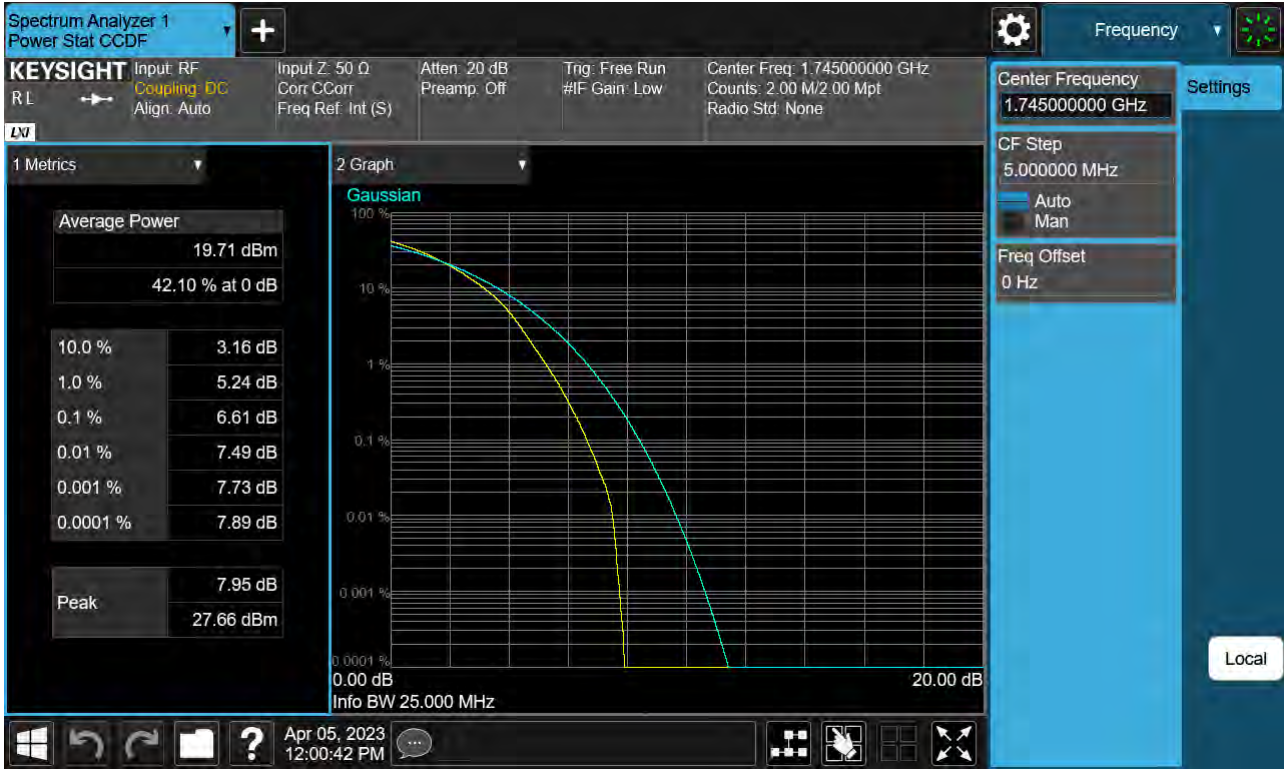 Spectrum Analyzer 1
Power Stat CCDF
Frequency
KEYSIGHT
R L
LXI
Input: RF
Coupling: DC
Align: Auto
Input Z: 50 Ω
Corr CCorr
Freq Ref: Int (S)
Atten: 20 dB
Preamp: Off
Trig: Free Run
#IF Gain: Low
Center Freq: 1.745000000 GHz
Counts: 2.00 M/2.00 Mpt
Radio Std: None
Center Frequency
1.745000000 GHz
Settings
CF Step
5.000000 MHz
Auto
Man
Freq Offset
0 Hz
1 Metrics
Average Power
19.71 dBm
42.10 % at 0 dB
10.0 % 3.16 dB
1.0 % 5.24 dB
0.1 % 6.61 dB
0.01 % 7.49 dB
0.001 % 7.73 dB
0.0001 % 7.89 dB
Peak
7.95 dB
27.66 dBm
2 Graph
Gaussian
100 %
10 %
1 %
0.1 %
0.01 %
0.001 %
0.0001 %
0.00 dB 20.00 dB
Info BW 25.000 MHz
Local
?
Apr 05, 2023
12:00:42 PM